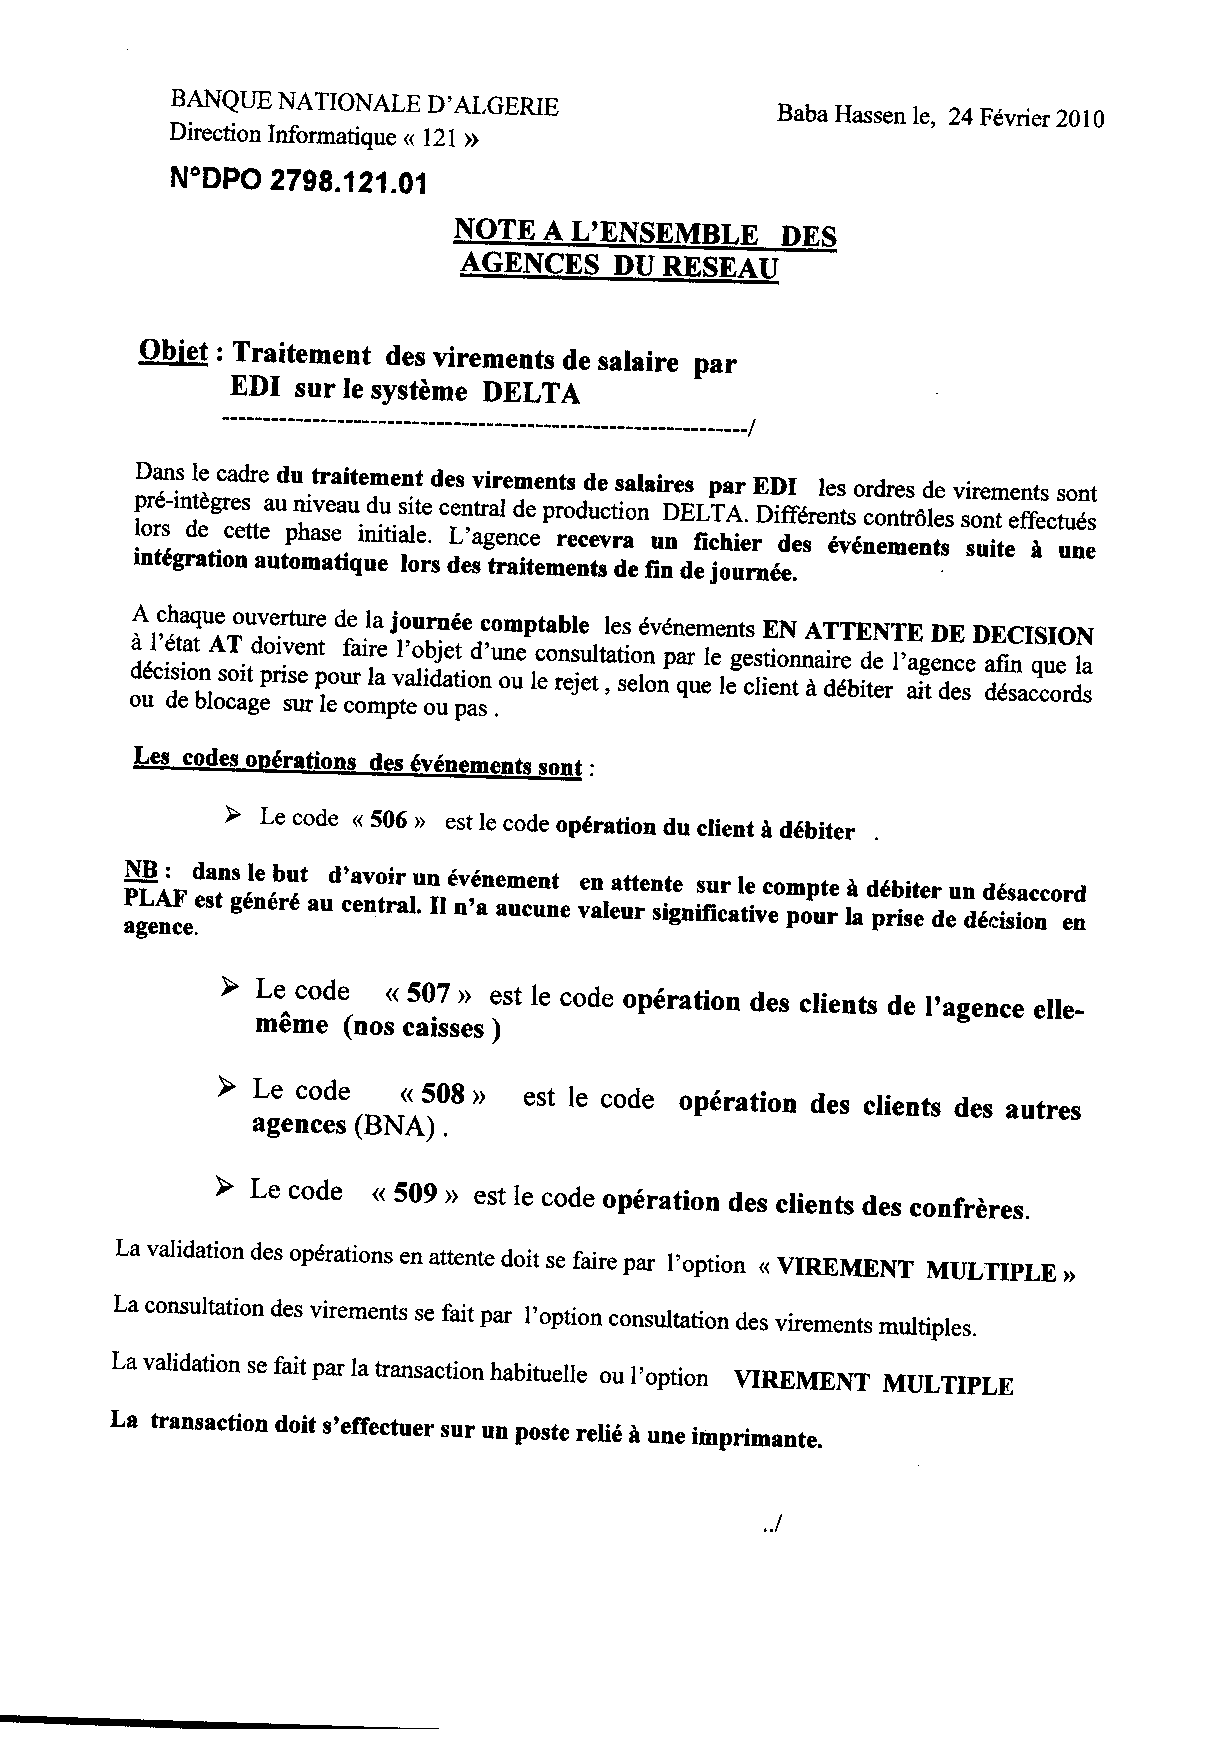 BANQUE NATIONALE D'ALGERIE
Baba Hassen le, 24 Février 2010
Direction Informatique « 121 »
N°DPO 2798.121.01
NOTE A L'ENSEMBLE DES
AGENCES DU RESEAU
Objet : Traitement des virements de salaire par
EDI sur le système DELTA
----------------------------------------------------------------/
Dans le cadre du traitement des virements de salaires par EDI les ordres de virements sont
pré-intègres au niveau du site central de production DELTA. Différents contrôles sont effectués
lors de cette phase initiale. L'agence recevra un fichier des événements suite à une
intégration automatique lors des traitements de fin de journée.
A chaque ouverture de la journée comptable les événements EN ATTENTE DE DECISION
à l'état AT doivent faire l'objet d'une consultation par le gestionnaire de l'agence afin que la
décision soit prise pour la validation ou le rejet , selon que le client à débiter ait des désaccords
ou de blocage sur le compte ou pas .
Les codes opérations des événements sont :
➤ Le code « 506 » est le code opération du client à débiter .
NB : dans le but d'avoir un événement en attente sur le compte à débiter un désaccord
PLAF est généré au central. Il n'a aucune valeur significative pour la prise de décision en
agence.
➤ Le code « 507 » est le code opération des clients de l'agence elle-
même (nos caisses )
➤ Le code « 508 » est le code opération des clients des autres
agences (BNA) .
➤ Le code « 509 » est le code opération des clients des confrères.
La validation des opérations en attente doit se faire par l'option « VIREMENT MULTIPLE »
La consultation des virements se fait par l'option consultation des virements multiples.
La validation se fait par la transaction habituelle ou l'option VIREMENT MULTIPLE
La transaction doit s'effectuer sur un poste relié à une imprimante.
../